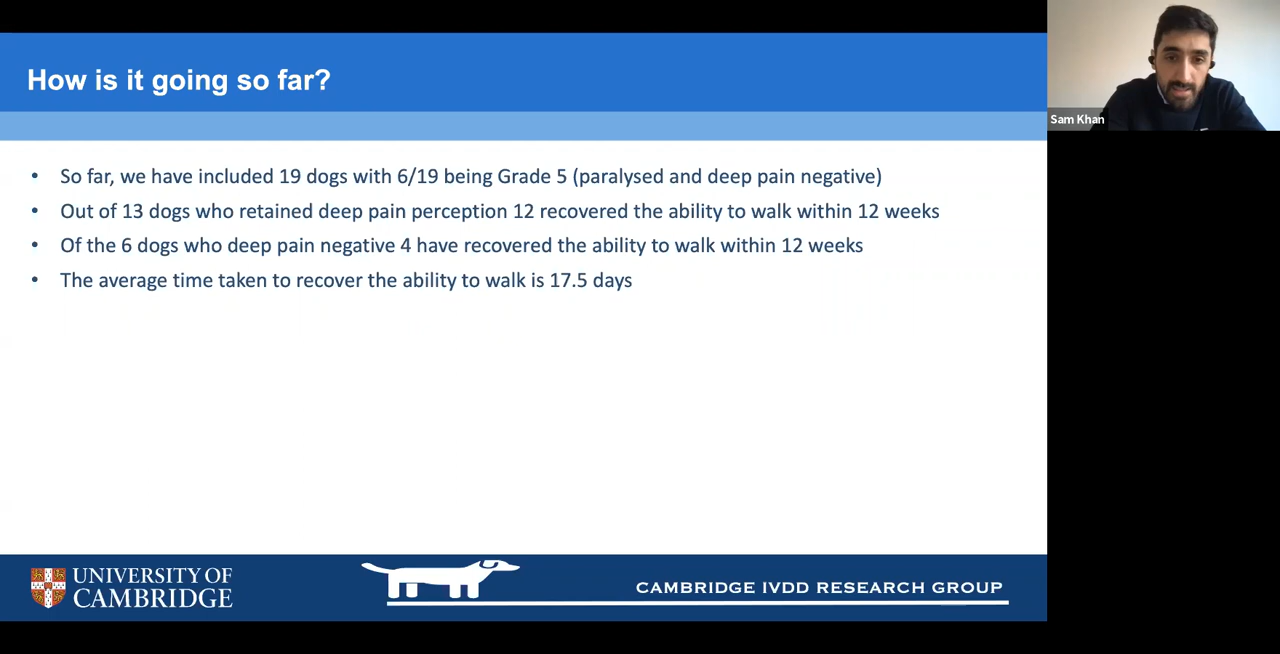 How is it going so far?
Sam Khan
• So far, we have included 19 dogs with 6/19 being Grade 5 (paralysed and deep pain negative)
• Out of 13 dogs who retained deep pain perception 12 recovered the ability to walk within 12 weeks
• Of the 6 dogs who deep pain negative 4 have recovered the ability to walk within 12 weeks
• The average time taken to recover the ability to walk is 17.5 days
UNIVERSITY OF
CAMBRIDGE
CAMBRIDGE IVDD RESEARCH GROUP